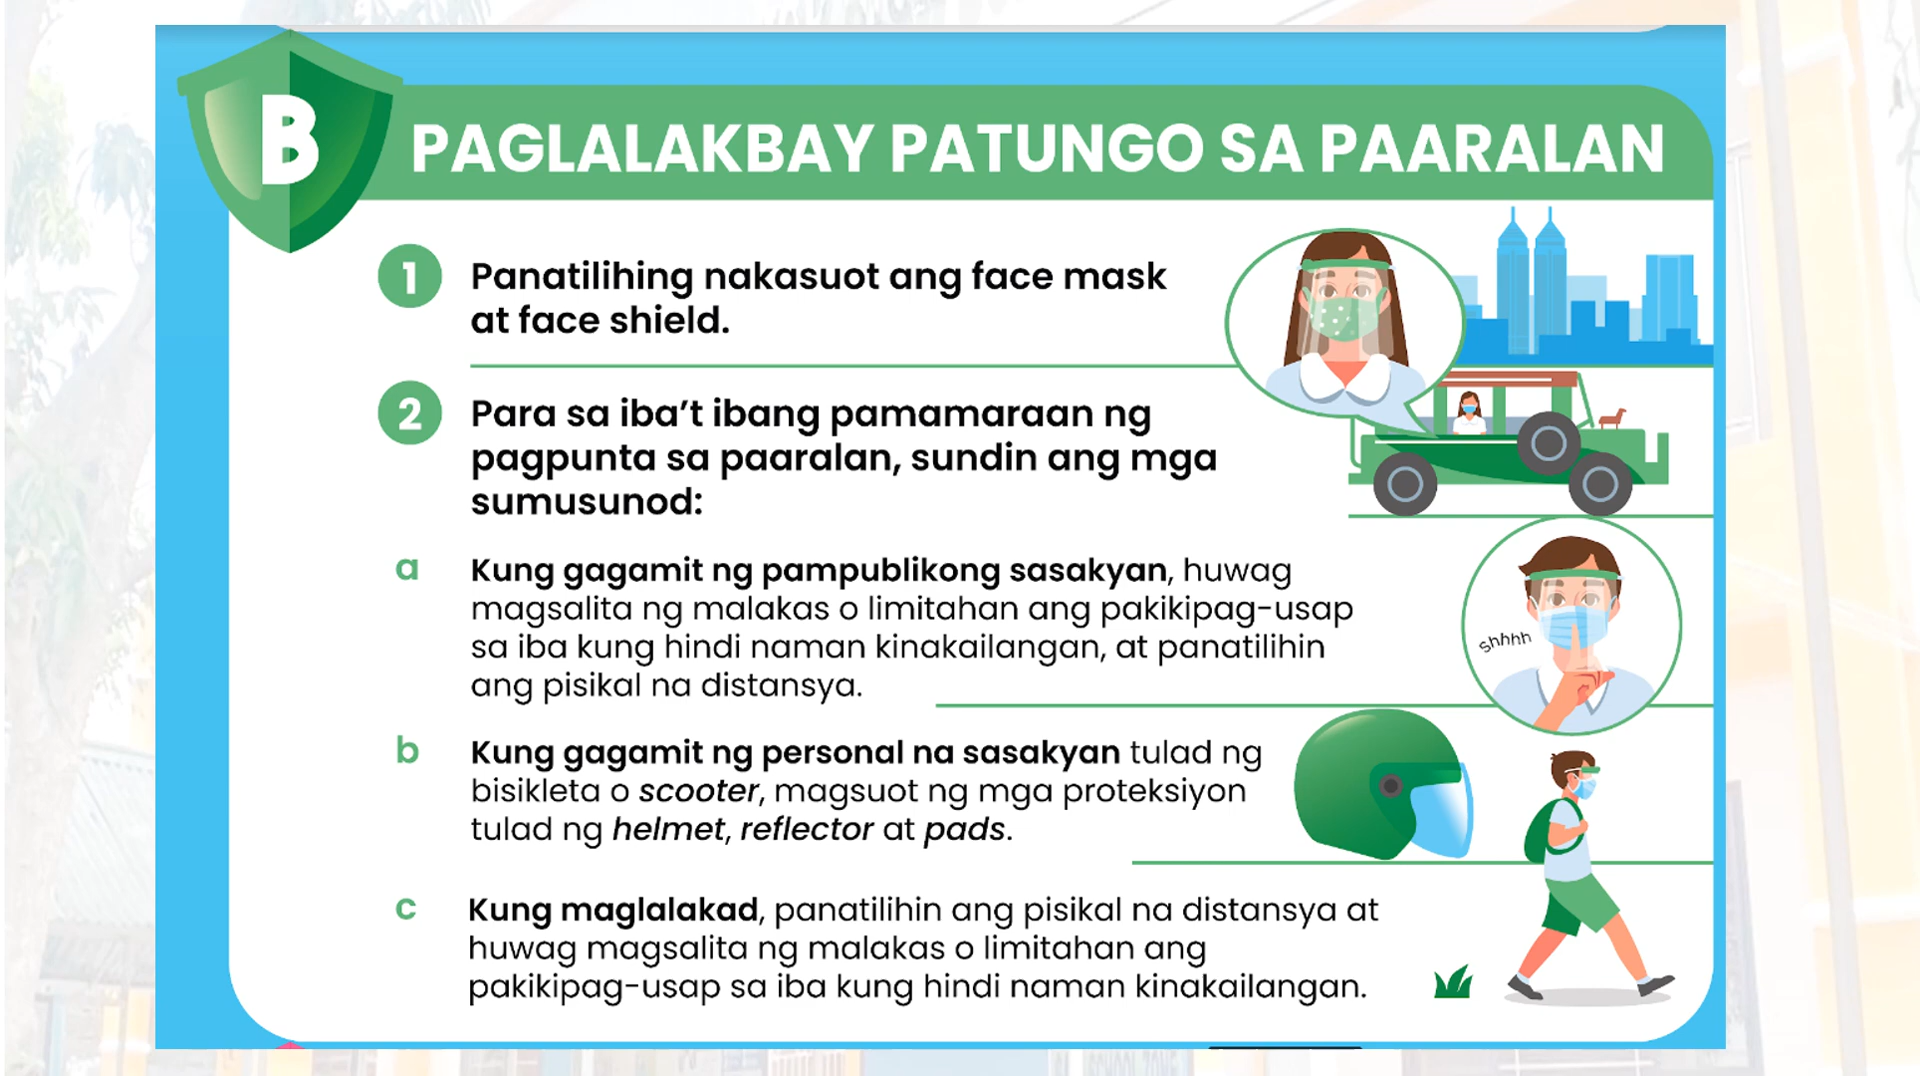 B
PAGLALAKBAY PATUNGO SA PAARALAN
1
Panatilihing nakasuot ang face mask
at face shield.
2
Para sa iba't ibang pamamaraan ng
pagpunta sa paaralan, sundin ang mga
sumusunod:
a
Kung gagamit ng pampublikong sasakyan, huwag
magsalita ng malakas o limitahan ang pakikipag-usap
sa iba kung hindi naman kinakailangan, at panatilihin
ang pisikal na distansya.
shhhh
b
Kung gagamit ng personal na sasakyan tulad ng
bisikleta o scooter, magsuot ng mga proteksiyon
tulad ng helmet, reflector at pads.
c
Kung maglalakad, panatilihin ang pisikal na distansya at
huwag magsalita ng malakas o limitahan ang
pakikipag-usap sa iba kung hindi naman kinakailangan.
SCHOOL ZONE